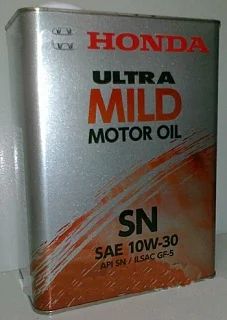 HONDA
ULTRA
MILD
MOTOR OIL
SN
SAE 10W-30
API SN / ILSAC GF-5